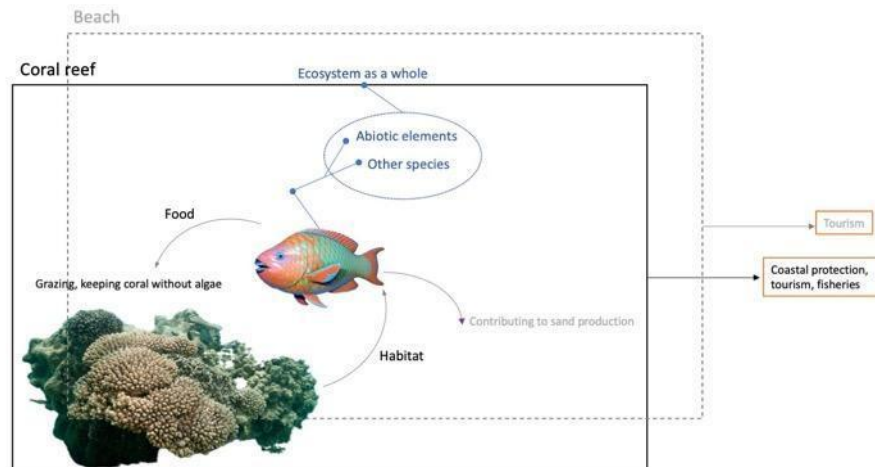 Beach
Coral reef
Ecosystem as a whole
Abiotic elements
Other species
Food
Tourism
Grazing, keeping coral without algae
Coastal protection,
tourism, fisheries
Contributing to sand production
Habitat